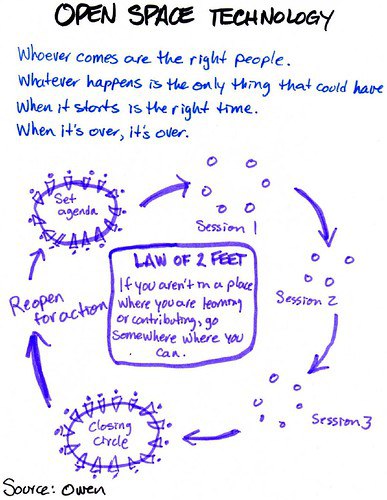 OPEN SPACE TECHNOLOGY
Whoever comes are the right people.
Whatever happens is the only thing that could have
When it starts is the right time.
When it's over, it's over.
Set
agenda
Session 1
LAW OF 2 FEET
If you aren't in a place
where you are learning
or contributing, go
somewhere where you
can.
Session 2
Reopen
for action
Session 3
Closing
circle
Source: Owen